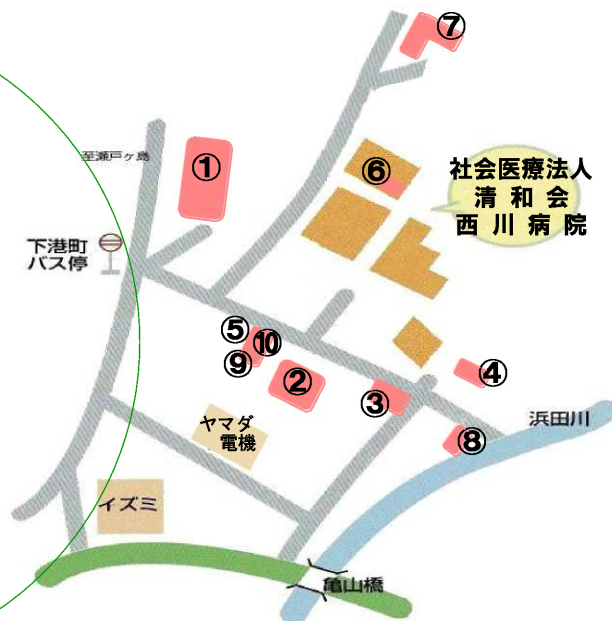 ⑦
至瀬戸ヶ島
①
⑥
社会医療法人
清和会
西川病院
下港町
バス停
⑤
⑩
⑨
②
③
④
ヤマダ
電機
⑧
浜田川
イズミ
亀山橋